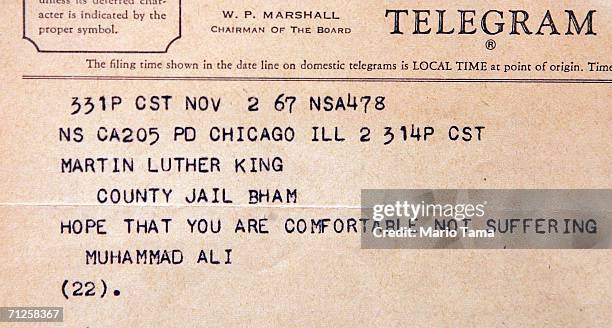 unless its deferred char-
acter is indicated by the
proper symbol.
W. P. MARSHALL
CHAIRMAN OF THE BOARD
TELEGRAM
®
The filing time shown in the date line on domestic telegrams is LOCAL TIME at point of origin. Time
331P CST NOV 2 67 NSA478
NS CA205 PD CHICAGO ILL 2 314P CST
MARTIN LUTHER KING
COUNTY JAIL BHAM
HOPE THAT YOU ARE COMFORTABLE NOT SUFFERING
MUHAMMAD ALI
(22).
gettyimages
Mario Tama
71258367